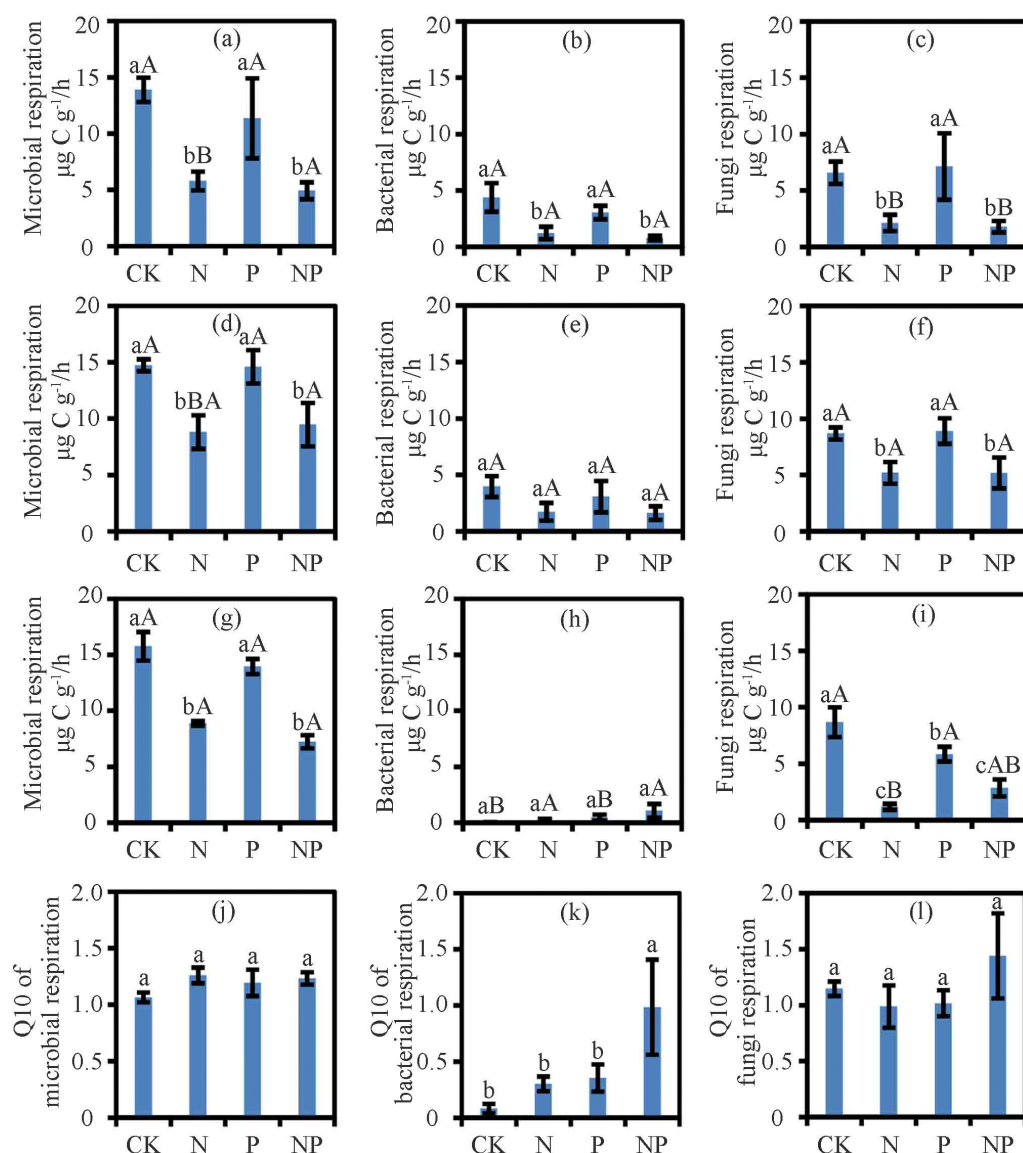 Microbial respiration
µg C g⁻¹/h
20
15
10
5
0
(a)
aA
bB
aA
bA
CK N P NP
Bacterial respiration
µg C g⁻¹/h
20
15
10
5
0
(b)
aA
bA
aA
bA
CK N P NP
Fungi respiration
µg C g⁻¹/h
20
15
10
5
0
(c)
aA
bB
aA
bB
CK N P NP
Microbial respiration
µg C g⁻¹/h
20
15
10
5
0
(d)
aA
bBA
aA
bA
CK N P NP
Bacterial respiration
µg C g⁻¹/h
20
15
10
5
0
(e)
aA
aA
aA
aA
CK N P NP
Fungi respiration
µg C g⁻¹/h
20
15
10
5
0
(f)
aA
bA
aA
bA
CK N P NP
Microbial respiration
µg C g⁻¹/h
20
15
10
5
0
(g)
aA
bA
aA
bA
CK N P NP
Bacterial respiration
µg C g⁻¹/h
20
15
10
5
0
(h)
aB
aA
aB
aA
CK N P NP
Fungi respiration
µg C g⁻¹/h
20
15
10
5
0
(i)
aA
cB
bA
cAB
CK N P NP
Q10 of
microbial respiration
2.0
1.5
1.0
0.5
0
(j)
a
a
a
a
CK N P NP
Q10 of
bacterial respiration
2.0
1.5
1.0
0.5
0
(k)
b
b
b
a
CK N P NP
Q10 of
fungi respiration
2.0
1.5
1.0
0.5
0
(l)
a
a
a
a
CK N P NP